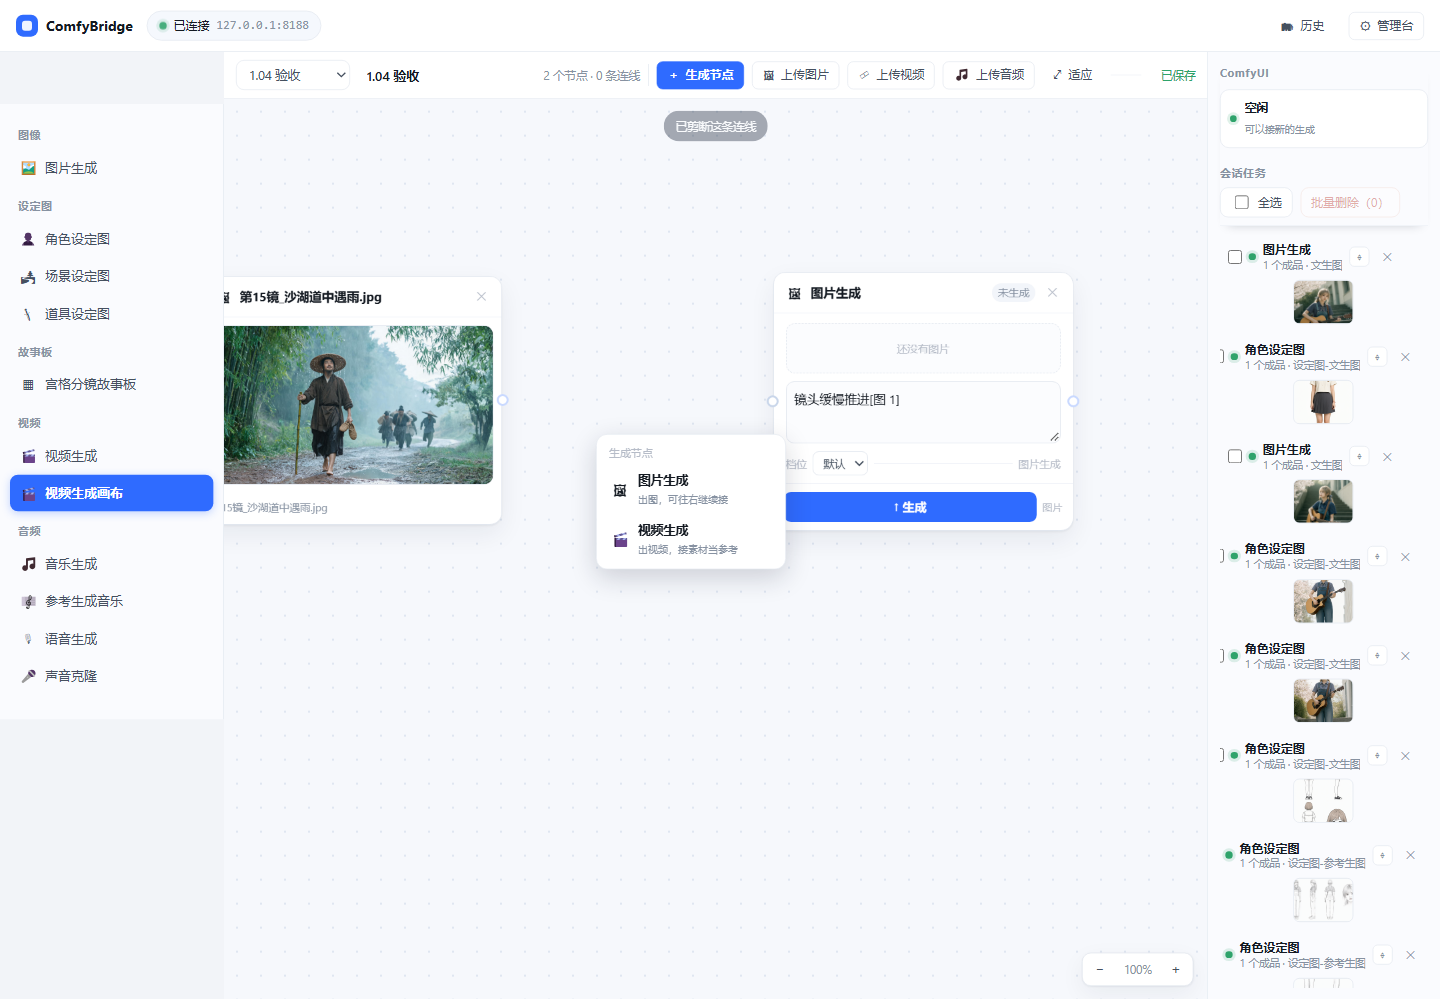 ComfyBridge
已连接 127.0.0.1:8188
历史
管理台
1.04 验收
1.04 验收
2 个节点 · 0 条连线
+ 生成节点
上传图片
上传视频
上传音频
适应
已保存
已剪断这条连线
图像
图片生成
设定图
角色设定图
场景设定图
道具设定图
故事板
宫格分镜故事板
视频
视频生成
视频生成画布
音频
音乐生成
参考生成音乐
语音生成
声音克隆
第15镜_沙湖道中遇雨.jpg
15镜_沙湖道中遇雨.jpg
图片生成
未生成
还没有图片
镜头缓慢推进[图 1]
档位
默认
图片生成
↑ 生成
图片
生成节点
图片生成
出图，可往右继续接
视频生成
出视频，接素材当参考
− 100% +
ComfyUI
空闲
可以接新的生成
会话任务
全选
批量删除（0）
图片生成
1 个成品 · 文生图
角色设定图
1 个成品 · 设定图-文生图
图片生成
1 个成品 · 文生图
角色设定图
1 个成品 · 设定图-文生图
角色设定图
1 个成品 · 设定图-文生图
角色设定图
1 个成品 · 设定图-文生图
角色设定图
1 个成品 · 设定图-参考生图
角色设定图
1 个成品 · 设定图-参考生图